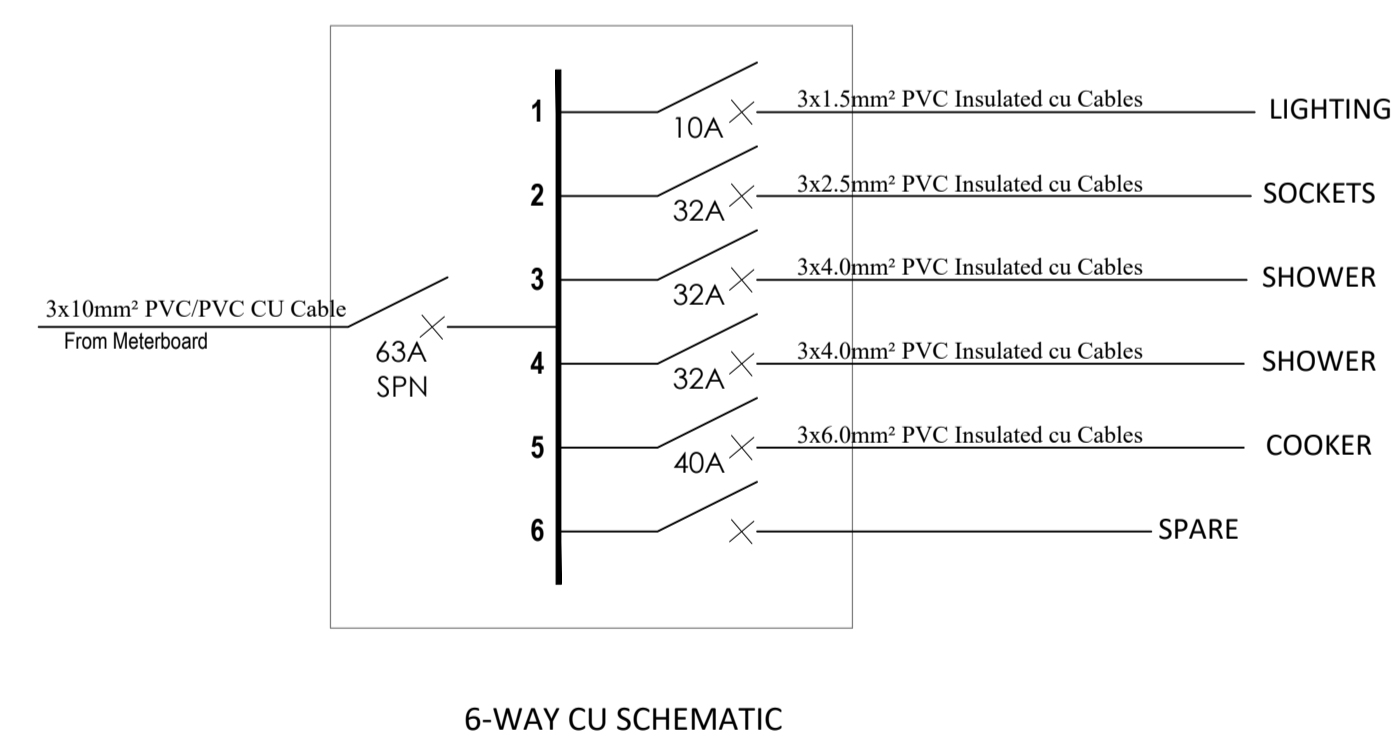 1
10A
3x1.5mm² PVC Insulated cu Cables
LIGHTING
2
32A
3x2.5mm² PVC Insulated cu Cables
SOCKETS
3
32A
3x4.0mm² PVC Insulated cu Cables
SHOWER
3x10mm² PVC/PVC CU Cable
From Meterboard
63A
SPN
4
32A
3x4.0mm² PVC Insulated cu Cables
SHOWER
5
40A
3x6.0mm² PVC Insulated cu Cables
COOKER
6
SPARE
6-WAY CU SCHEMATIC